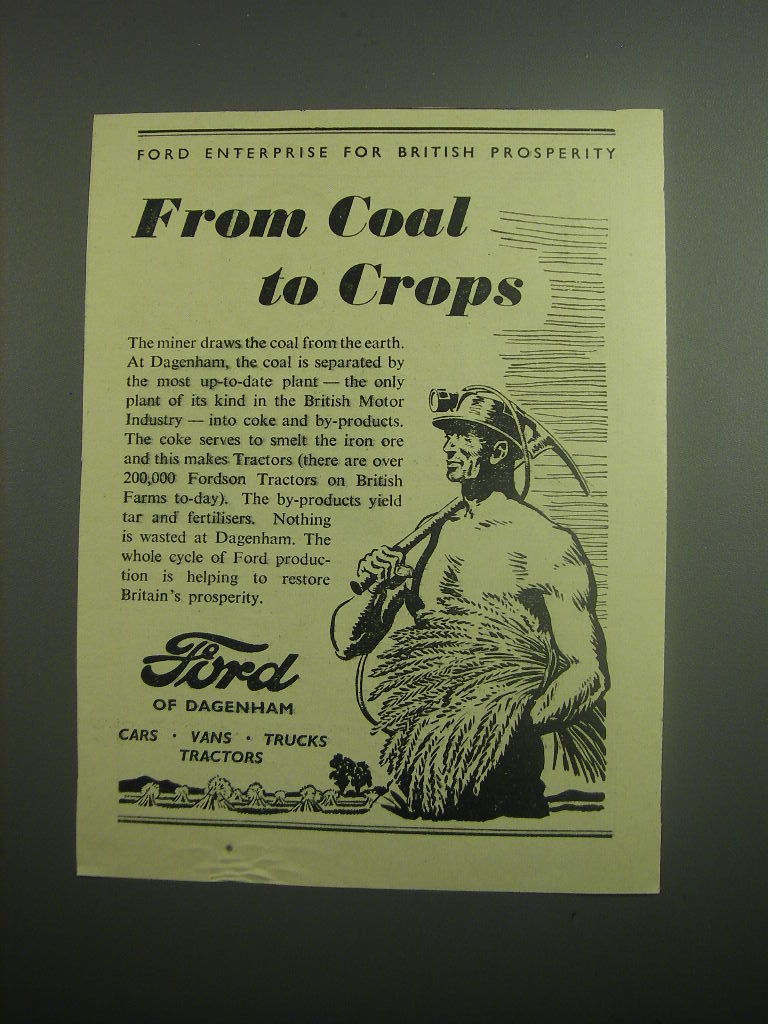 FORD ENTERPRISE FOR BRITISH PROSPERITY
From Coal
to Crops
The miner draws the coal from the earth.
At Dagenham, the coal is separated by
the most up-to-date plant — the only
plant of its kind in the British Motor
Industry — into coke and by-products.
The coke serves to smelt the iron ore
and this makes Tractors (there are over
200,000 Fordson Tractors on British
Farms to-day). The by-products yield
tar and fertilisers. Nothing
is wasted at Dagenham. The
whole cycle of Ford produc-
tion is helping to restore
Britain's prosperity.
Ford
OF DAGENHAM
CARS · VANS · TRUCKS
TRACTORS